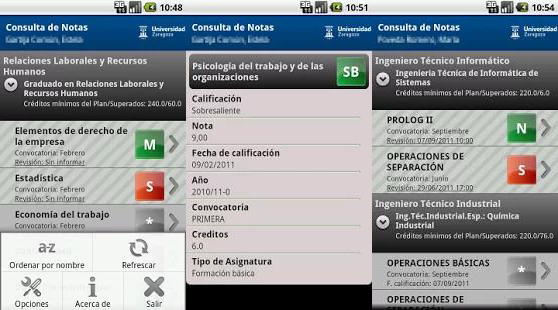 10:48
Consulta de Notas
Universidad
Zaragoza
Relaciones Laborales y Recursos
Humanos
Graduado en Relaciones Laborales y
Recursos Humanos
Créditos mínimos del Plan/Superados: 240.0/60.0
Elementos de derecho de
la empresa
Convocatoria: Febrero
Revisión: Sin informar
M
Estadística
Convocatoria: Febrero
Revisión: Sin informar
S
Economía del trabajo
Convocatoria: Febrero
*
a-z
Ordenar por nombre
Refrescar
Opciones
Acerca de
Salir
10:51
Consulta de Notas
Universidad
Zaragoza
Psicología del trabajo y de las
organizaciones
SB
Calificación
Sobresaliente
Nota
9,00
Fecha de calificación
09/02/2011
Año
2010/11-0
Convocatoria
PRIMERA
Creditos
6.0
Tipo de Asignatura
Formación básica
10:54
Consulta de Notas
Universidad
Zaragoza
Ingeniero Técnico Informático
Ingeniería Técnica de Informática de
Sistemas
Créditos mínimos del Plan/Superados: 220.0/6.0
PROLOG II
Convocatoria: Septiembre
Revisión: 07/09/2011 10:00
N
OPERACIONES DE
SEPARACIÓN
Convocatoria: Junio
Revisión: 29/06/2011 17:00
S
Ingeniero Técnico Industrial
Ing.Téc.Industrial.Esp.: Química
Industrial
Créditos mínimos del Plan/Superados: 220.0/76.0
OPERACIONES BÁSICAS
Convocatoria: Septiembre
F. calificación: 07/09/2011
*
OPERACIONES DE